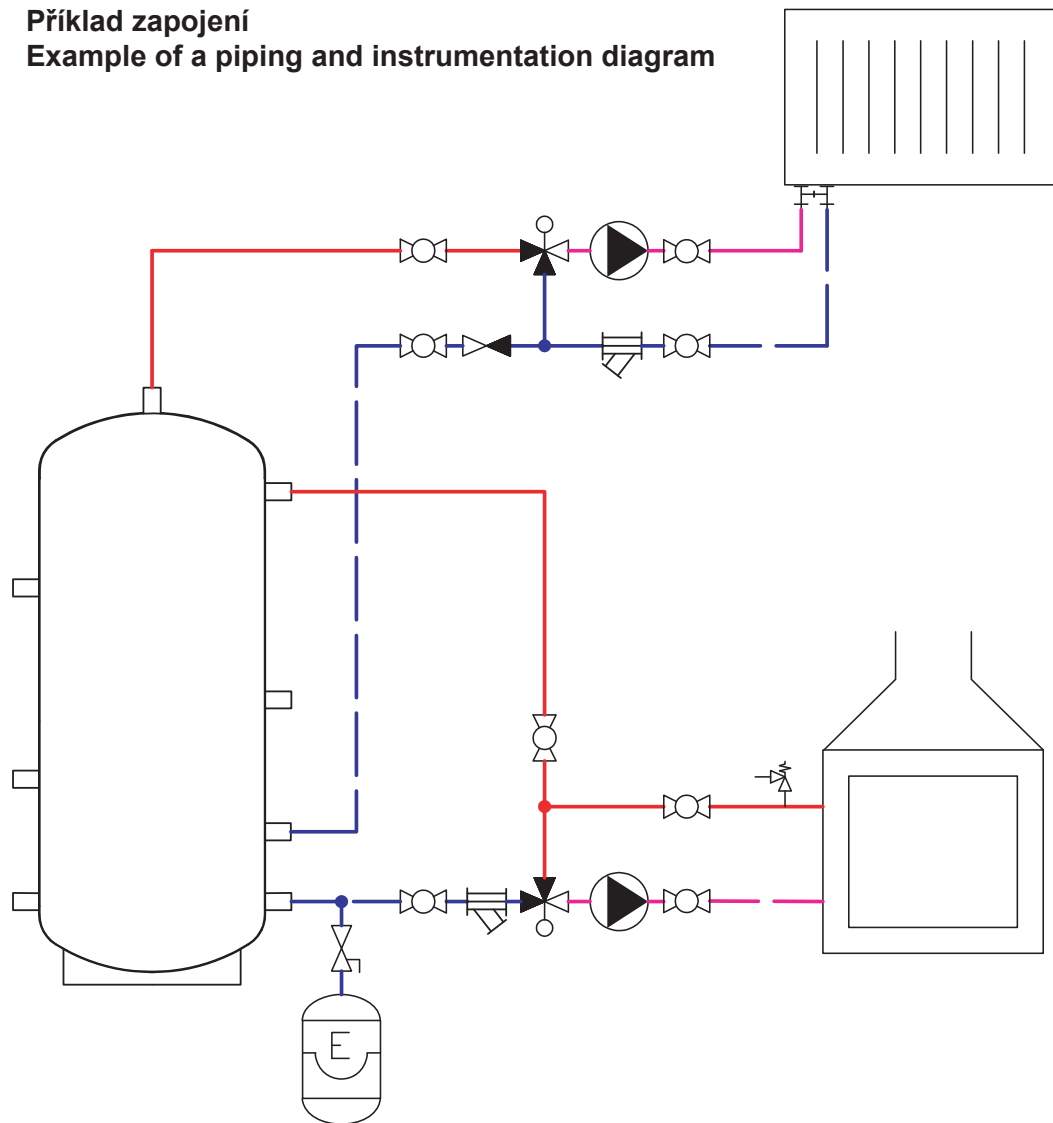 Příklad zapojení
Example of a piping and instrumentation diagram
E